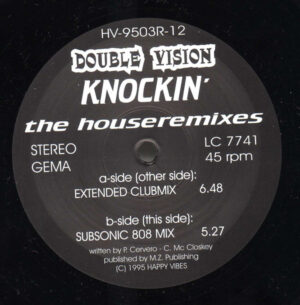 HV-9503R-12
DOUBLE VISION
KNOCKIN'
the houseremixes
STEREO
GEMA
LC 7741
45 rpm
a-side (other side):
EXTENDED CLUBMIX 6.48
b-side (this side):
SUBSONIC 808 MIX 5.27
written by P. Cervero - C. Mc Closkey
published by M.Z. Publishing
(C) 1995 HAPPY VIBES